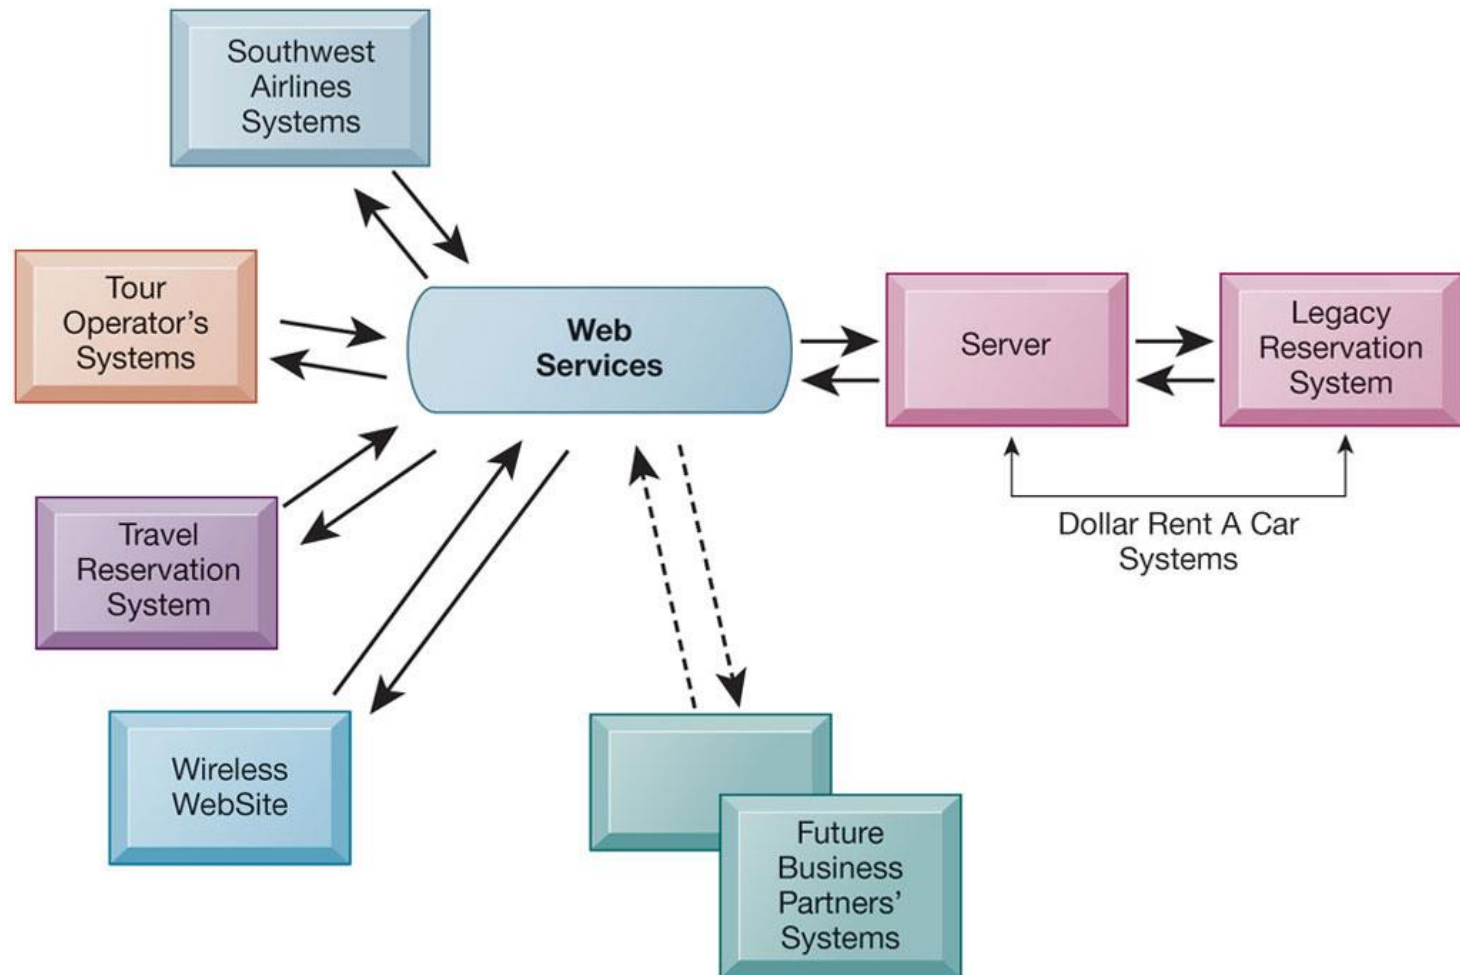 Southwest
Airlines
Systems
Tour
Operator's
Systems
Web
Services
Server
Legacy
Reservation
System
Dollar Rent A Car
Systems
Travel
Reservation
System
Wireless
WebSite
Future
Business
Partners'
Systems